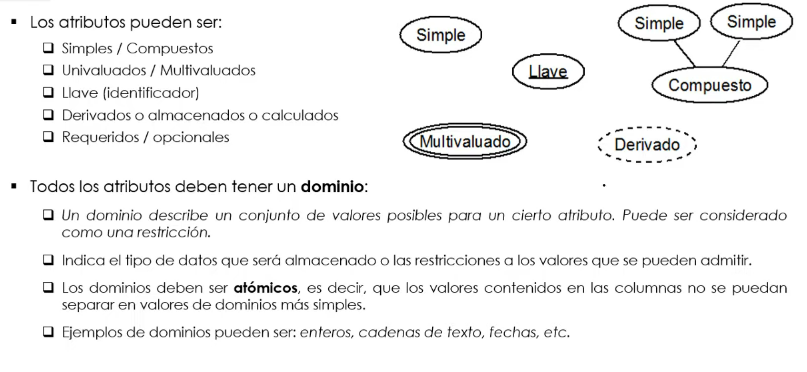 ▪ Los atributos pueden ser:
❑ Simples / Compuestos
❑ Univaluados / Multivaluados
❑ Llave (identificador)
❑ Derivados o almacenados o calculados
❑ Requeridos / opcionales
Simple
Llave
Simple
Simple
Compuesto
Multivaluado
Derivado
▪ Todos los atributos deben tener un dominio:
❑ Un dominio describe un conjunto de valores posibles para un cierto atributo. Puede ser considerado
como una restricción.
❑ Indica el tipo de datos que será almacenado o las restricciones a los valores que se pueden admitir.
❑ Los dominios deben ser atómicos, es decir, que los valores contenidos en las columnas no se puedan
separar en valores de dominios más simples.
❑ Ejemplos de dominios pueden ser: enteros, cadenas de texto, fechas, etc.